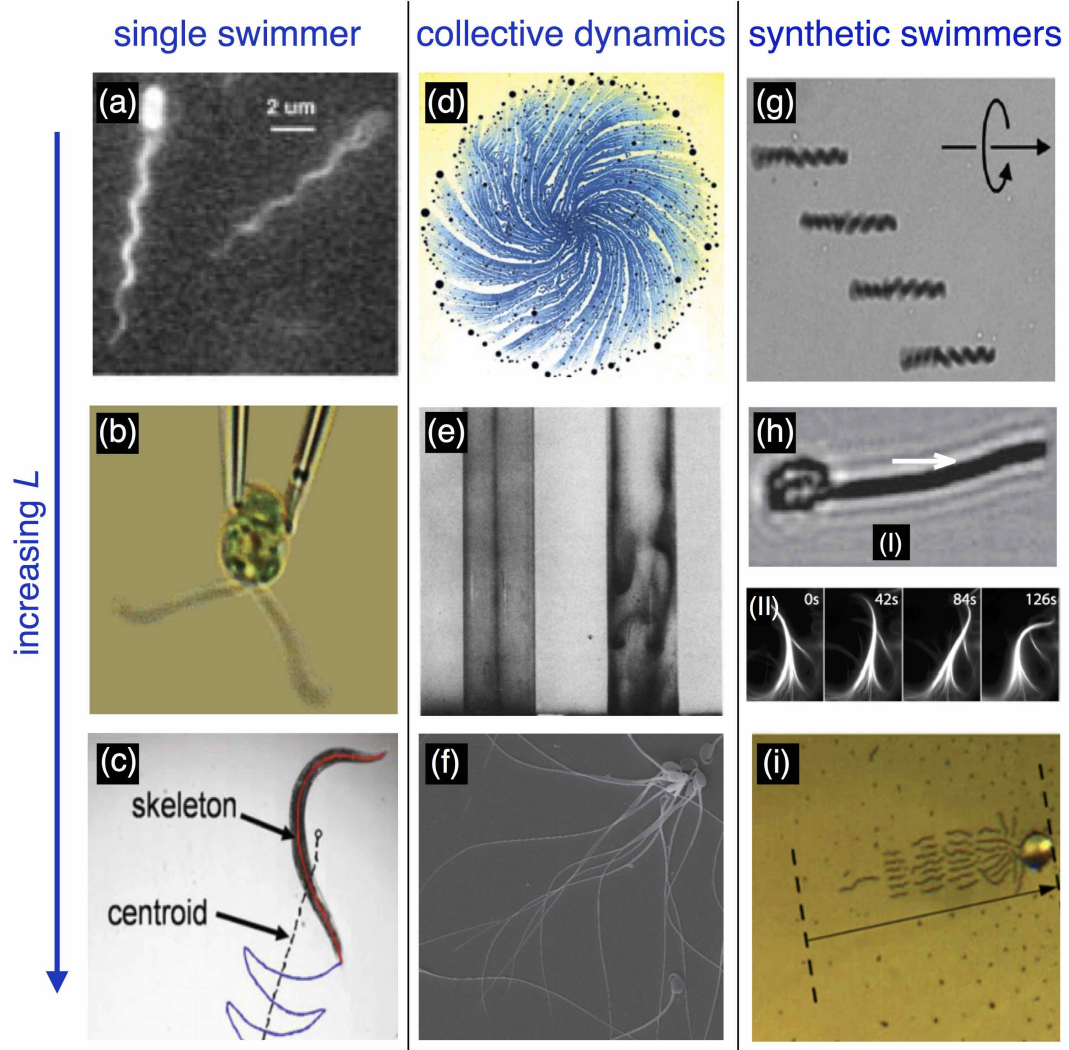 single swimmer
collective dynamics
synthetic swimmers
increasing L
(a)
2 um
(d)
(g)
(b)
(e)
(h)
(I)
(II)
0s
42s
84s
126s
(c)
skeleton
centroid
(f)
(i)